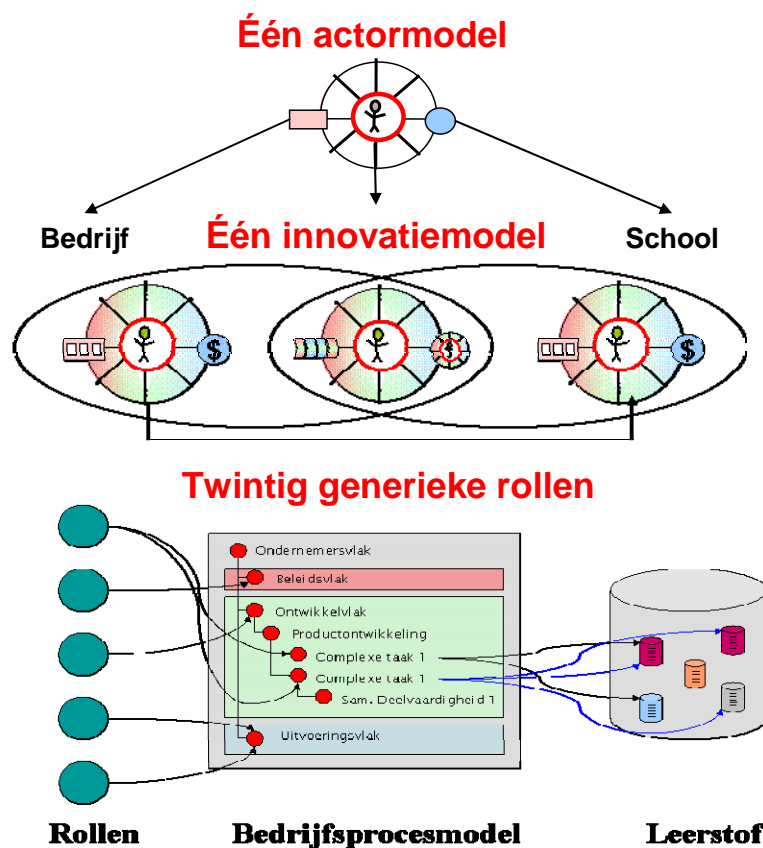 Één actormodel
Bedrijf
Één innovatiemodel
School
$
$
Twintig generieke rollen
Ondernemersvlak
Beleidsvlak
Ontwikkelvlak
Productontwikkeling
Complexe taak 1
Complexe taak 1
Sam. Deelvaardigheid 1
Uitvoeringsvlak
Rollen
Bedrijfsprocesmodel
Leerstof